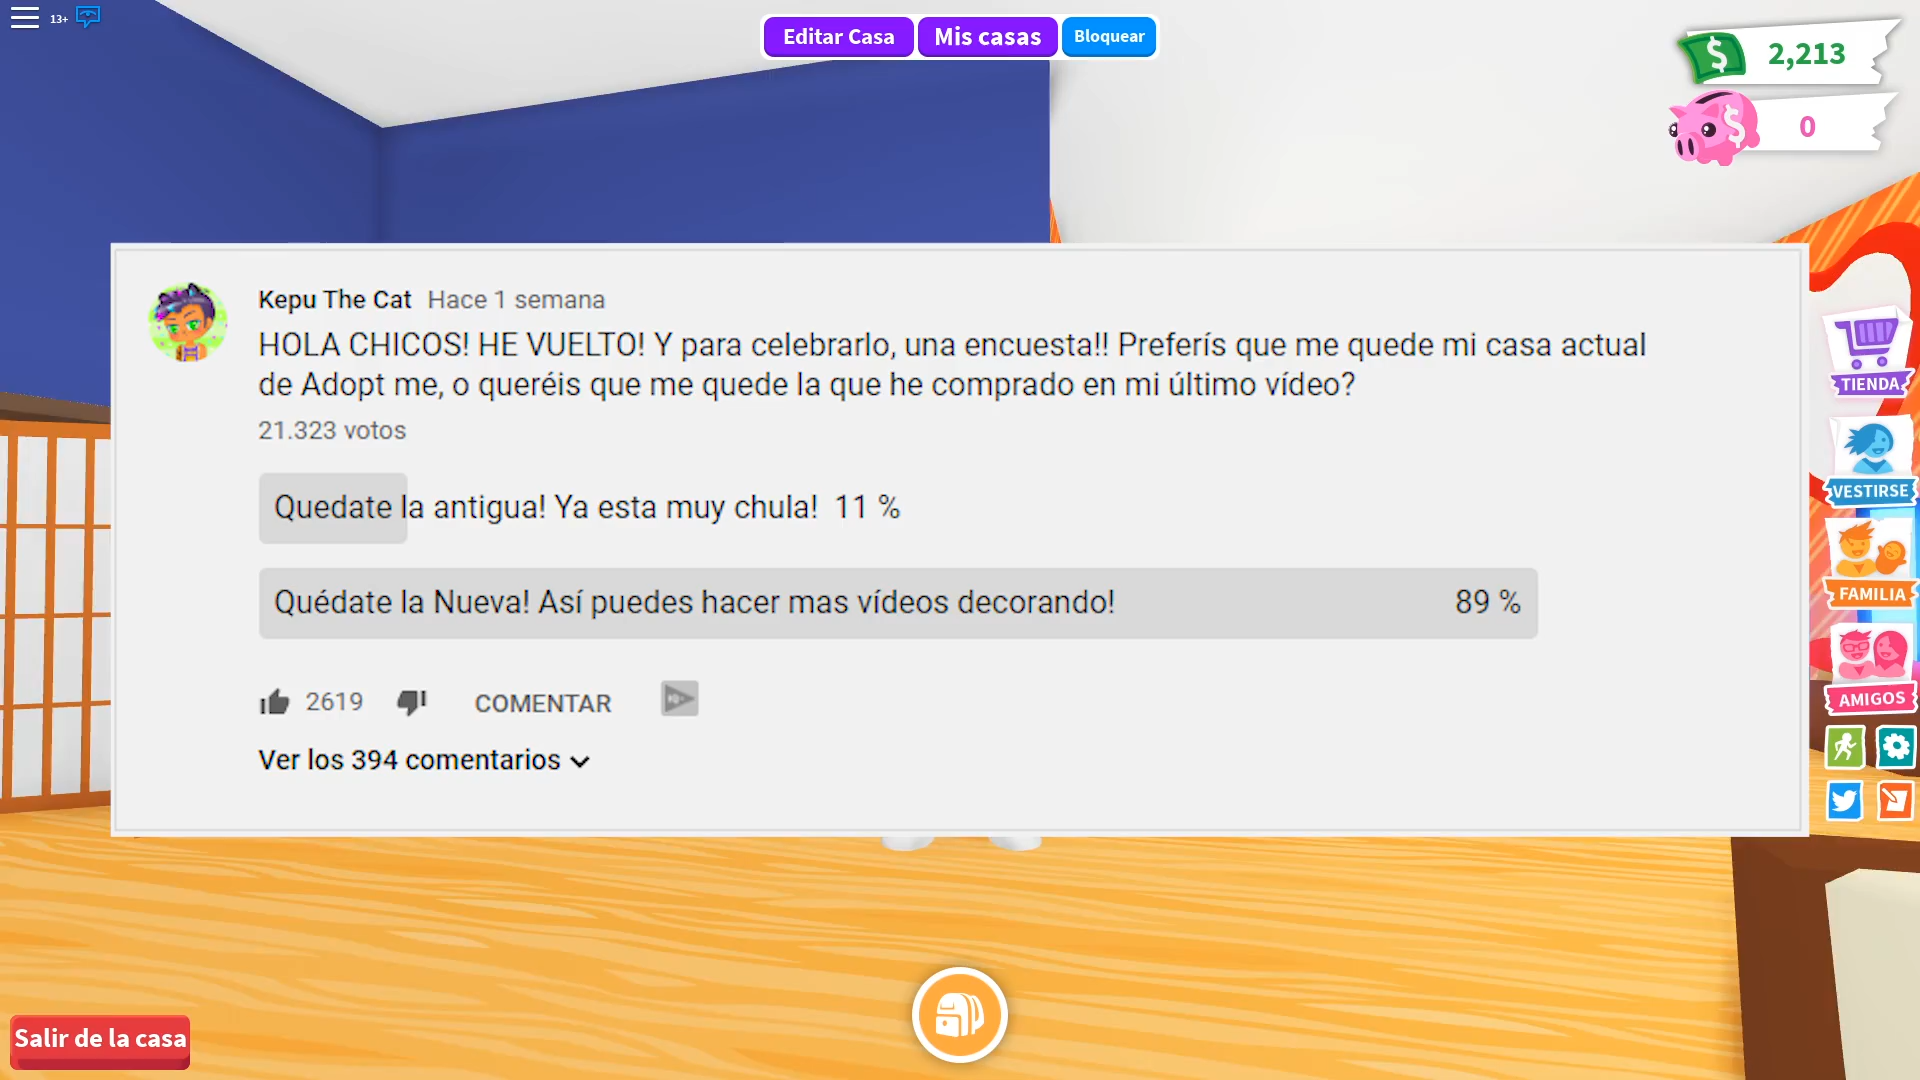 13+
Editar Casa
Mis casas
Bloquear
2,213
0
Kepu The Cat Hace 1 semana
HOLA CHICOS! HE VUELTO! Y para celebrarlo, una encuesta!! Preferís que me quede mi casa actual
de Adopt me, o queréis que me quede la que he comprado en mi último vídeo?
21.323 votos
Quedate la antigua! Ya esta muy chula! 11 %
Quédate la Nueva! Así puedes hacer mas vídeos decorando! 89 %
2619
COMENTAR
Ver los 394 comentarios
TIENDA
VESTIRSE
FAMILIA
AMIGOS
Salir de la casa